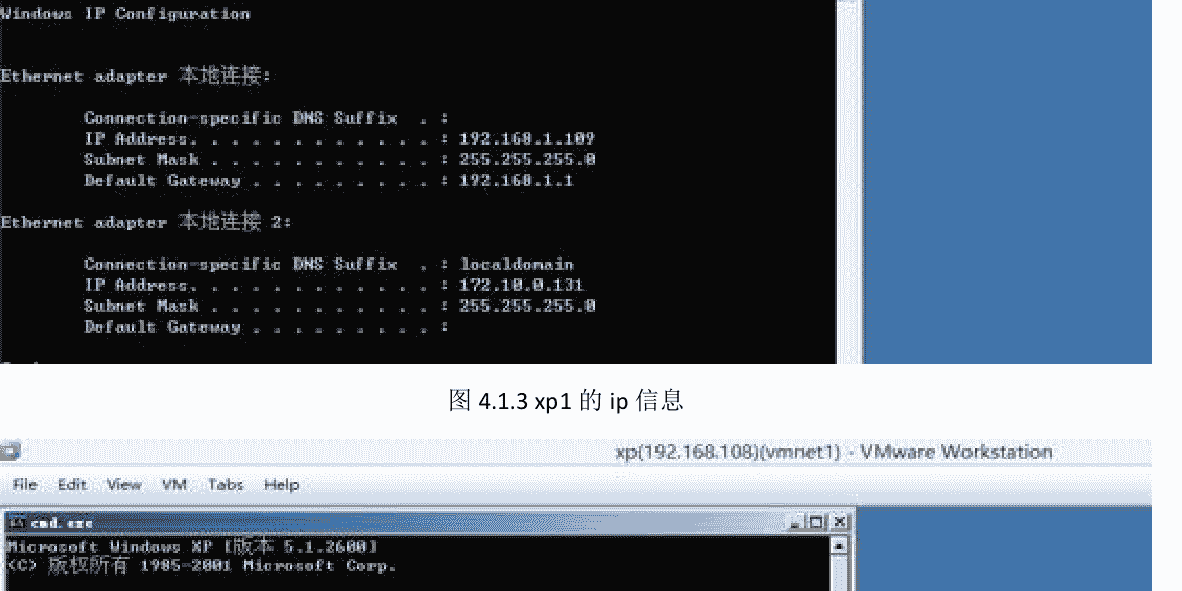 Windows IP Configuration
Ethernet adapter 本地连接:
Connection-specific DNS Suffix . :
IP Address. . . . . . . . . . . . : 192.168.1.109
Subnet Mask . . . . . . . . . . . : 255.255.255.0
Default Gateway . . . . . . . . . : 192.168.1.1
Ethernet adapter 本地连接 2:
Connection-specific DNS Suffix . : localdomain
IP Address. . . . . . . . . . . . : 172.10.0.131
Subnet Mask . . . . . . . . . . . : 255.255.255.0
Default Gateway . . . . . . . . . :
图 4.1.3 xp1 的 ip 信息
xp(192.168.108)(vmnet1) - VMware Workstation
File Edit View VM Tabs Help
cmd.exe
Microsoft Windows XP [版本 5.1.2600]
(C) 版权所有 1985-2001 Microsoft Corp.